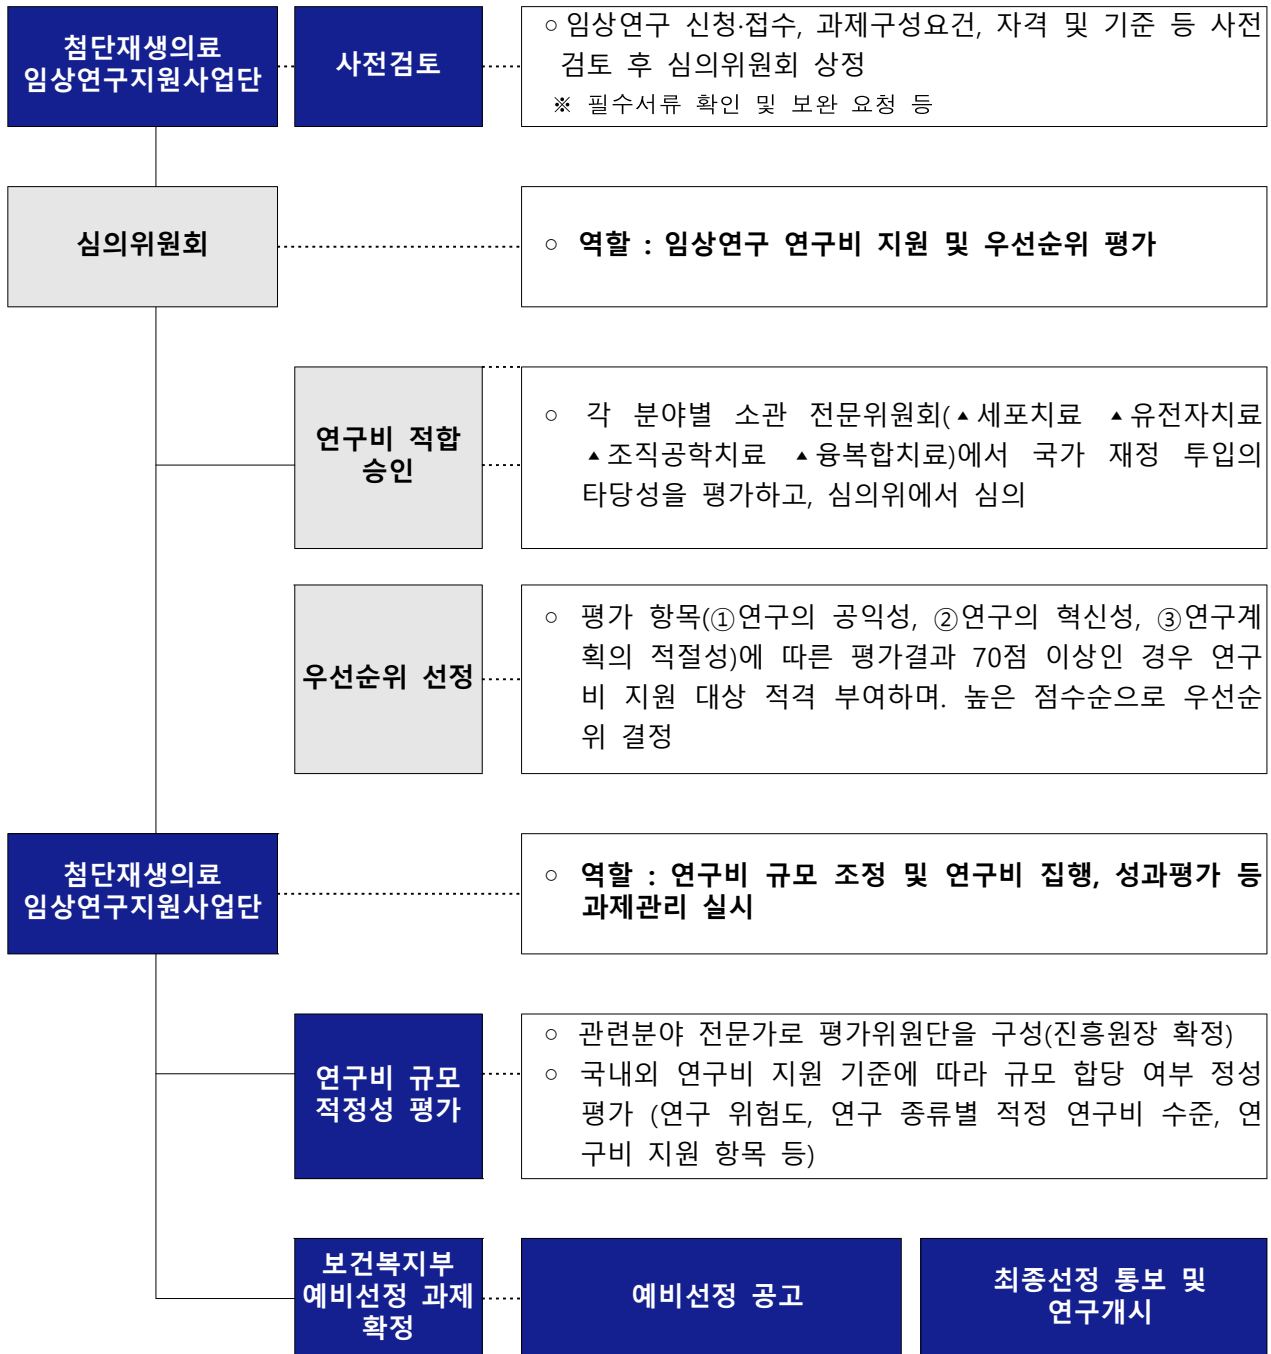 첨단재생의료
임상연구지원사업단
사전검토
○ 임상연구 신청·접수, 과제구성요건, 자격 및 기준 등 사전
검토 후 심의위원회 상정
※ 필수서류 확인 및 보완 요청 등
심의위원회
○ 역할 : 임상연구 연구비 지원 및 우선순위 평가
연구비 적합
승인
○ 각 분야별 소관 전문위원회(▲세포치료 ▲유전자치료
▲조직공학치료 ▲융복합치료)에서 국가 재정 투입의
타당성을 평가하고, 심의위에서 심의
우선순위 선정
○ 평가 항목(①연구의 공익성, ②연구의 혁신성, ③연구계
획의 적절성)에 따른 평가결과 70점 이상인 경우 연구
비 지원 대상 적격 부여하며. 높은 점수순으로 우선순
위 결정
첨단재생의료
임상연구지원사업단
○ 역할 : 연구비 규모 조정 및 연구비 집행, 성과평가 등
과제관리 실시
연구비 규모
적정성 평가
○ 관련분야 전문가로 평가위원단을 구성(진흥원장 확정)
○ 국내외 연구비 지원 기준에 따라 규모 합당 여부 정성
평가 (연구 위험도, 연구 종류별 적정 연구비 수준, 연
구비 지원 항목 등)
보건복지부
예비선정 과제
확정
예비선정 공고
최종선정 통보 및
연구개시